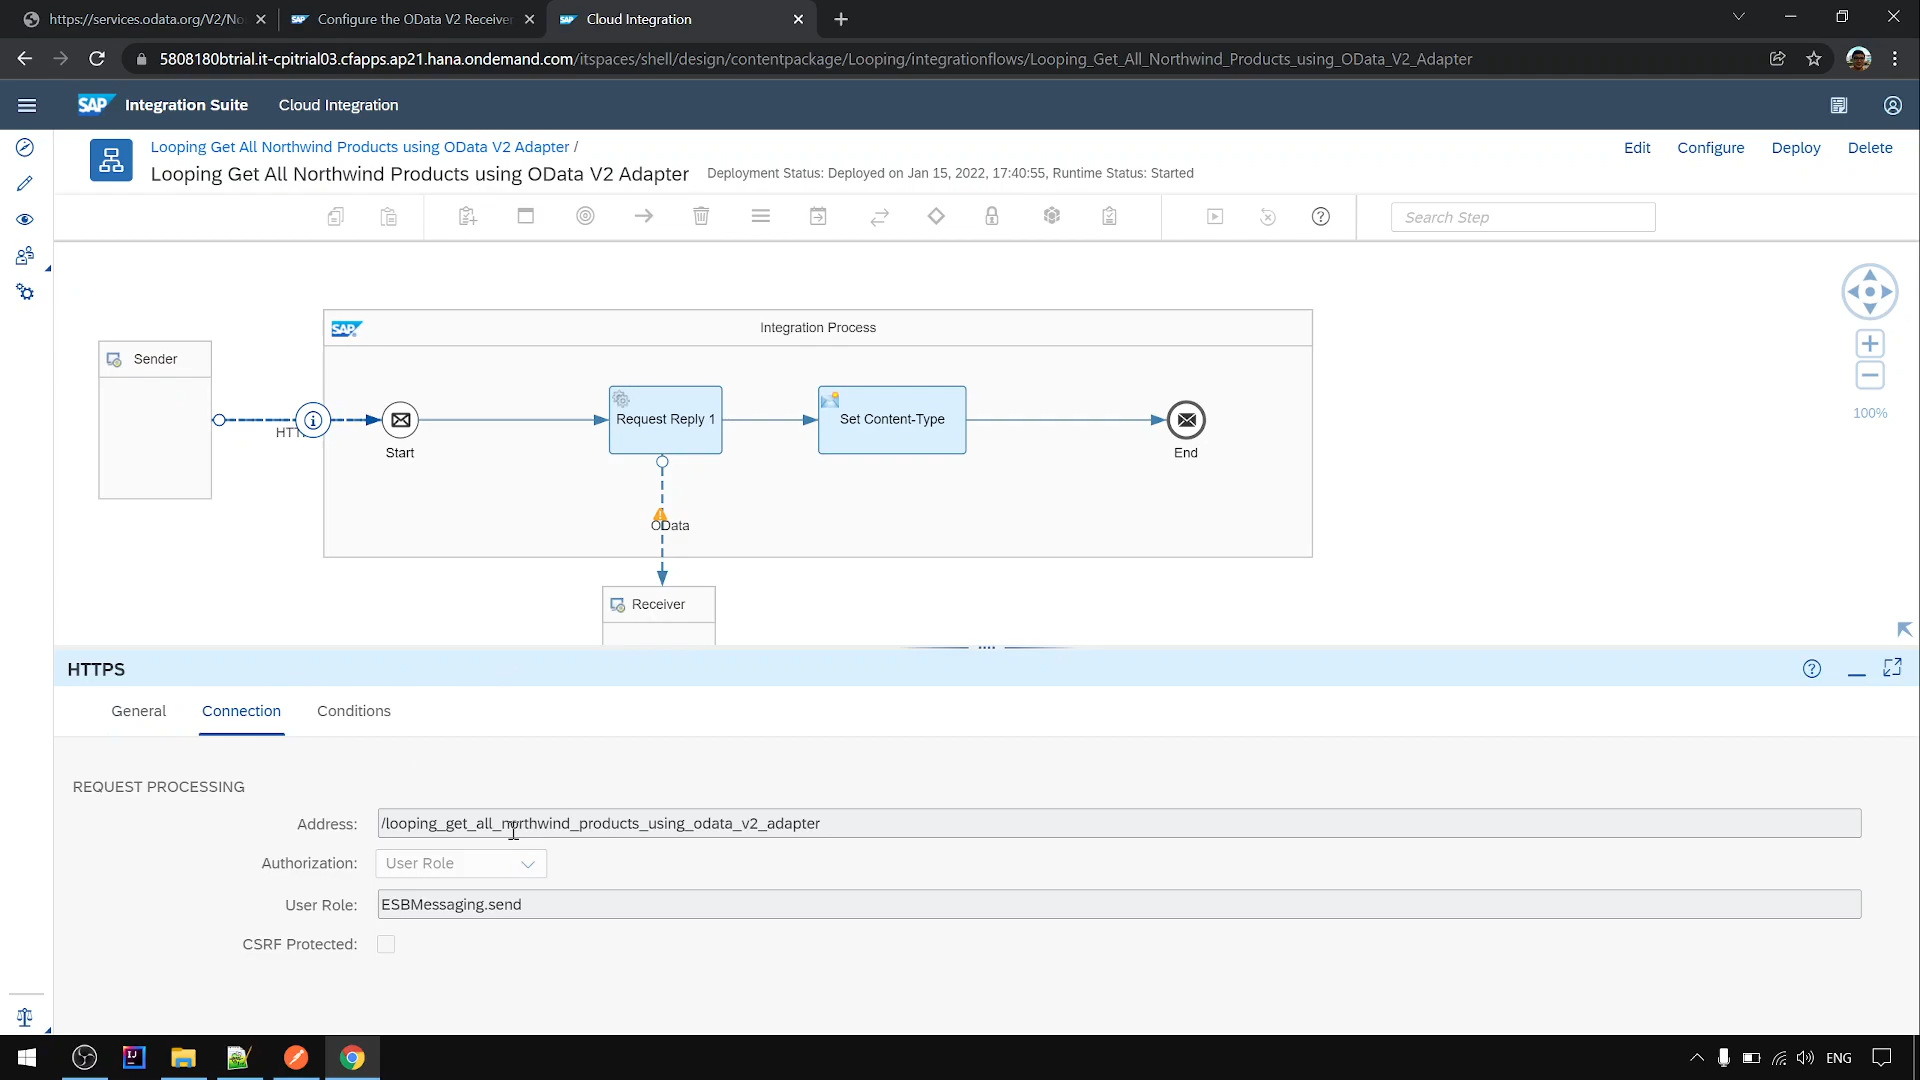 https://services.odata.org/V2/No
Configure the OData V2 Receiver
Cloud Integration
5808180btrial.it-cpitrial03.cfapps.ap21.hana.ondemand.com/itspaces/shell/design/contentpackage/Looping/integrationflows/Looping_Get_All_Northwind_Products_using_OData_V2_Adapter
SAP Integration Suite Cloud Integration
Looping Get All Northwind Products using OData V2 Adapter /
Edit Configure Deploy Delete
Looping Get All Northwind Products using OData V2 Adapter Deployment Status: Deployed on Jan 15, 2022, 17:40:55, Runtime Status: Started
Search Step
SAP Integration Process
Sender
HTT
Start
Request Reply 1
Set Content-Type
End
OData
Receiver
100%
HTTPS
General Connection Conditions
REQUEST PROCESSING
Address: /looping_get_all_northwind_products_using_odata_v2_adapter
Authorization: User Role
User Role: ESBMessaging.send
CSRF Protected:
ENG